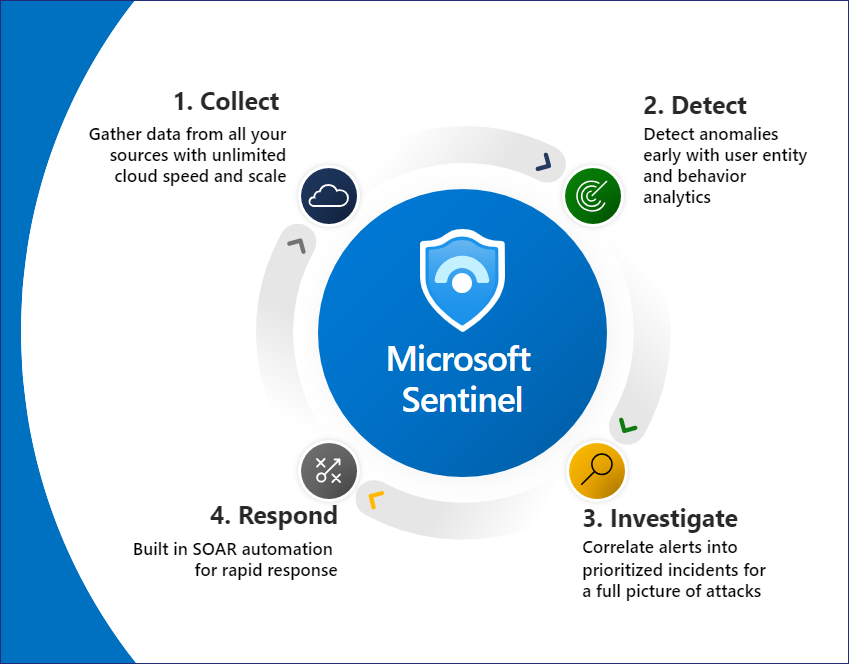 1. Collect
Gather data from all your
sources with unlimited
cloud speed and scale
2. Detect
Detect anomalies
early with user entity
and behavior
analytics
Microsoft
Sentinel
4. Respond
Built in SOAR automation
for rapid response
3. Investigate
Correlate alerts into
prioritized incidents for
a full picture of attacks